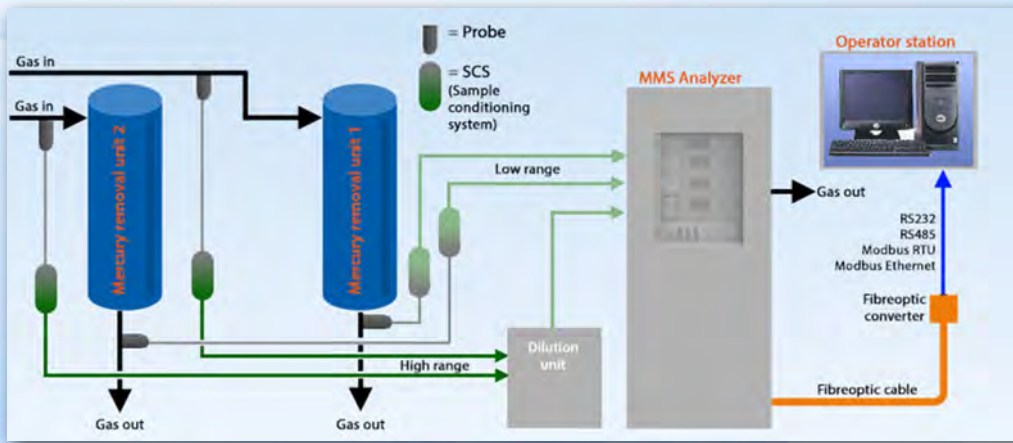 Gas in
Gas in
= Probe
= SCS
(Sample
conditioning
system)
Mercury removal unit 2
Mercury removal unit 1
Low range
High range
Gas out
Gas out
Dilution
unit
MMS Analyzer
Gas out
Operator station
RS232
RS485
Modbus RTU
Modbus Ethernet
Fibreoptic
converter
Fibreoptic cable